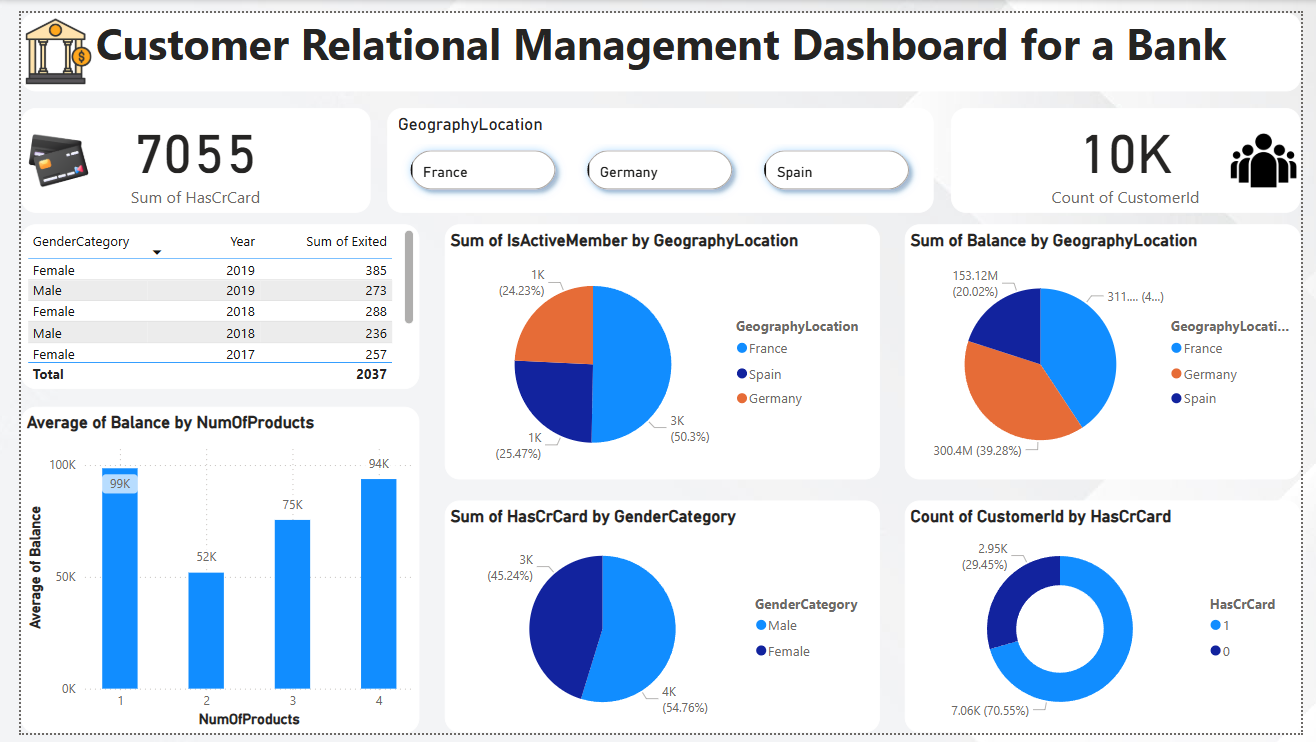 Customer Relational Management Dashboard for a Bank
7055
Sum of HasCrCard
GeographyLocation
France
Germany
Spain
10K
Count of CustomerId
GenderCategory Year Sum of Exited
Female 2019 385
Male 2019 273
Female 2018 288
Male 2018 236
Female 2017 257
Total 2037
Sum of IsActiveMember by GeographyLocation
1K
(24.23%)
1K
(25.47%)
3K
(50.3%)
GeographyLocation
France
Spain
Germany
Sum of Balance by GeographyLocation
153.12M
(20.02%)
311.... (4...)
300.4M (39.28%)
GeographyLocati...
France
Germany
Spain
Average of Balance by NumOfProducts
Average of Balance
100K
50K
0K
99K
52K
75K
94K
1 2 3 4
NumOfProducts
Sum of HasCrCard by GenderCategory
3K
(45.24%)
4K
(54.76%)
GenderCategory
Male
Female
Count of CustomerId by HasCrCard
2.95K
(29.45%)
7.06K (70.55%)
HasCrCard
1
0